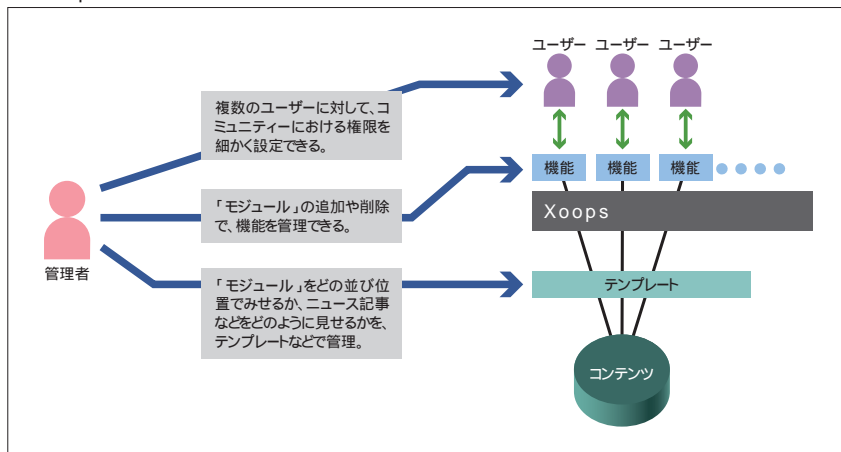 ユーザー ユーザー ユーザー
複数のユーザーに対して、コ
ミュニティーにおける権限を
細かく設定できる。
機能 機能 機能
Xoops
「モジュール」の追加や削除
で、機能を管理できる。
管理者
「モジュール」をどの並び位
置でみせるか、ニュース記事
などをどのように見せるかを、
テンプレートなどで管理。
テンプレート
コンテンツ